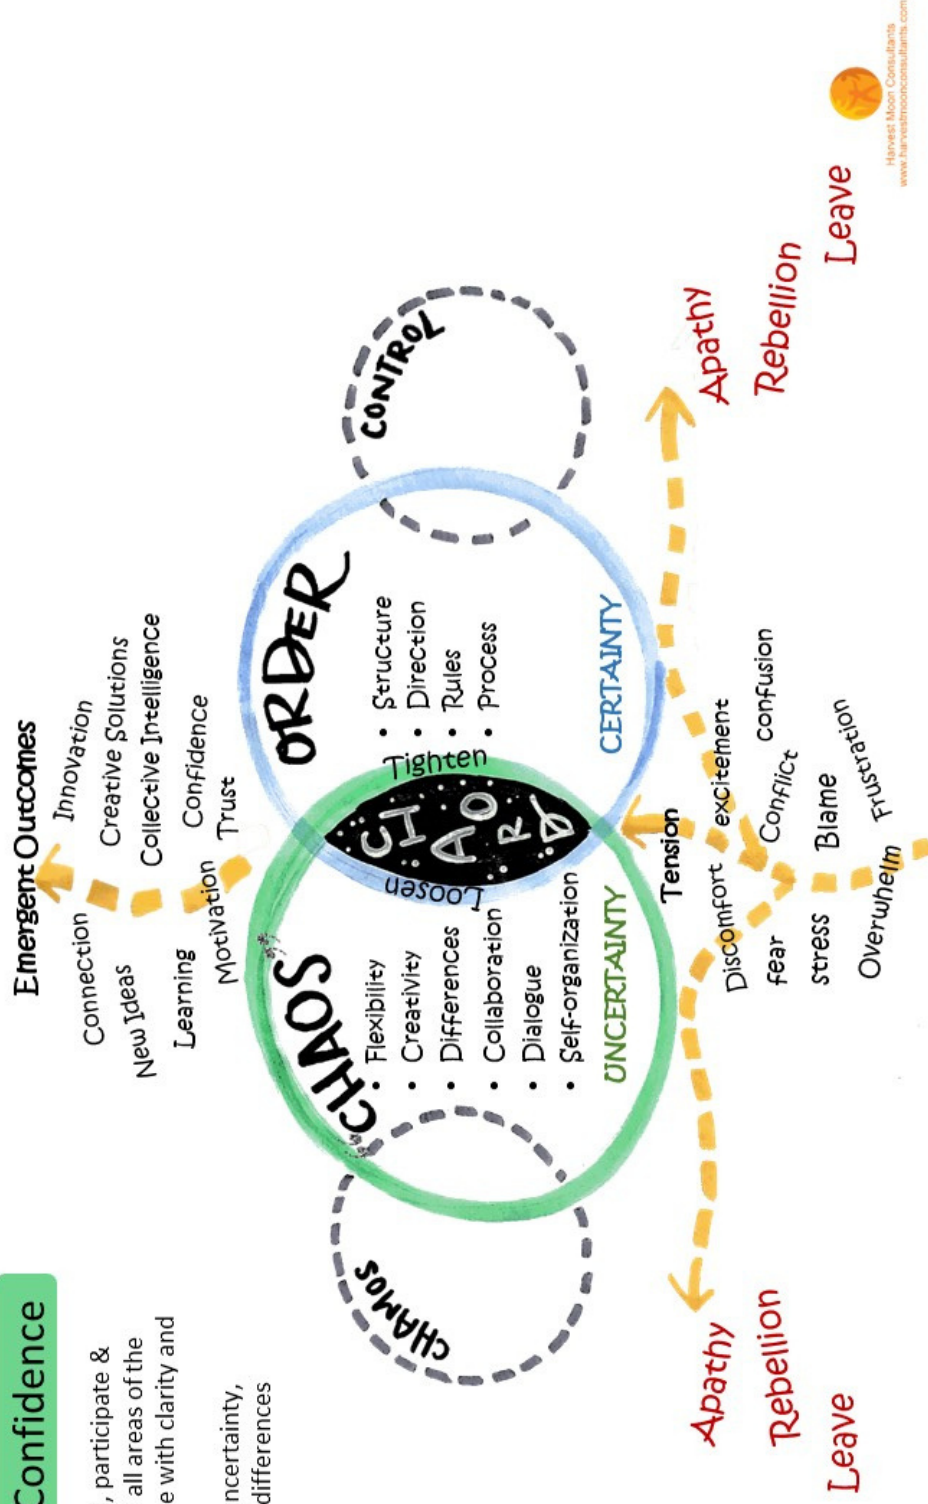 Confidence
, participate &
all areas of the
e with clarity and
ncertainty,
differences
Emergent Outcomes
Connection
Innovation
New Ideas
Creative Solutions
Learning
Collective Intelligence
Motivation
Confidence
Trust
CHAMOS
CHAOS
ORDER
CONTROL
• Flexibility
• Creativity
• Differences
• Collaboration
• Dialogue
• Self-organization
Loosen
CHAORD
Tighten
• Structure
• Direction
• Rules
• Process
UNCERTAINTY
CERTAINTY
Tension
Discomfort
excitement
fear
Conflict
confusion
stress
Blame
Overwhelm
Frustration
Apathy
Rebellion
Leave
Apathy
Rebellion
Leave
Harvest Moon Consultants
www.harvestmoonconsultants.com